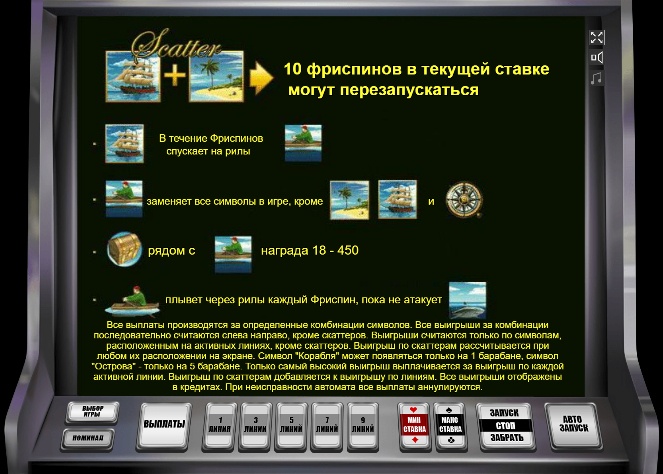 Scatter
10 фриспинов в текущей ставке
могут перезапускаться
В течение Фриспинов
спускает на рилы
заменяет все символы в игре, кроме и
рядом с награда 18 - 450
плывет через рилы каждый Фриспин, пока не атакует
Все выплаты производятся за определенные комбинации символов. Все выигрыши за комбинации
последовательно считаются слева направо, кроме скаттеров. Выигрыши считаются только по символам,
расположенным на активных линиях, кроме скаттеров. Выигрыш по скаттерам рассчитывается при
любом их расположении на экране. Символ "Корабля" может появляться только на 1 барабане, символ
"Острова" - только на 5 барабане. Только самый высокий выигрыш выплачивается за выигрыш по каждой
активной линии. Выигрыш по скаттерам добавляется к выигрышу по линиям. Все выигрыши отображены
в кредитах. При неисправности автомата все выплаты аннулируются.
ВЫБОР
ИГРЫ
НОМИНАЛ
ВЫПЛАТЫ
1
ЛИНИЯ
3
ЛИНИИ
5
ЛИНИЙ
7
ЛИНИЙ
9
ЛИНИЙ
МИН
СТАВКА
МАКС
СТАВКА
ЗАПУСК
СТОП
ЗАБРАТЬ
АВТО
ЗАПУСК